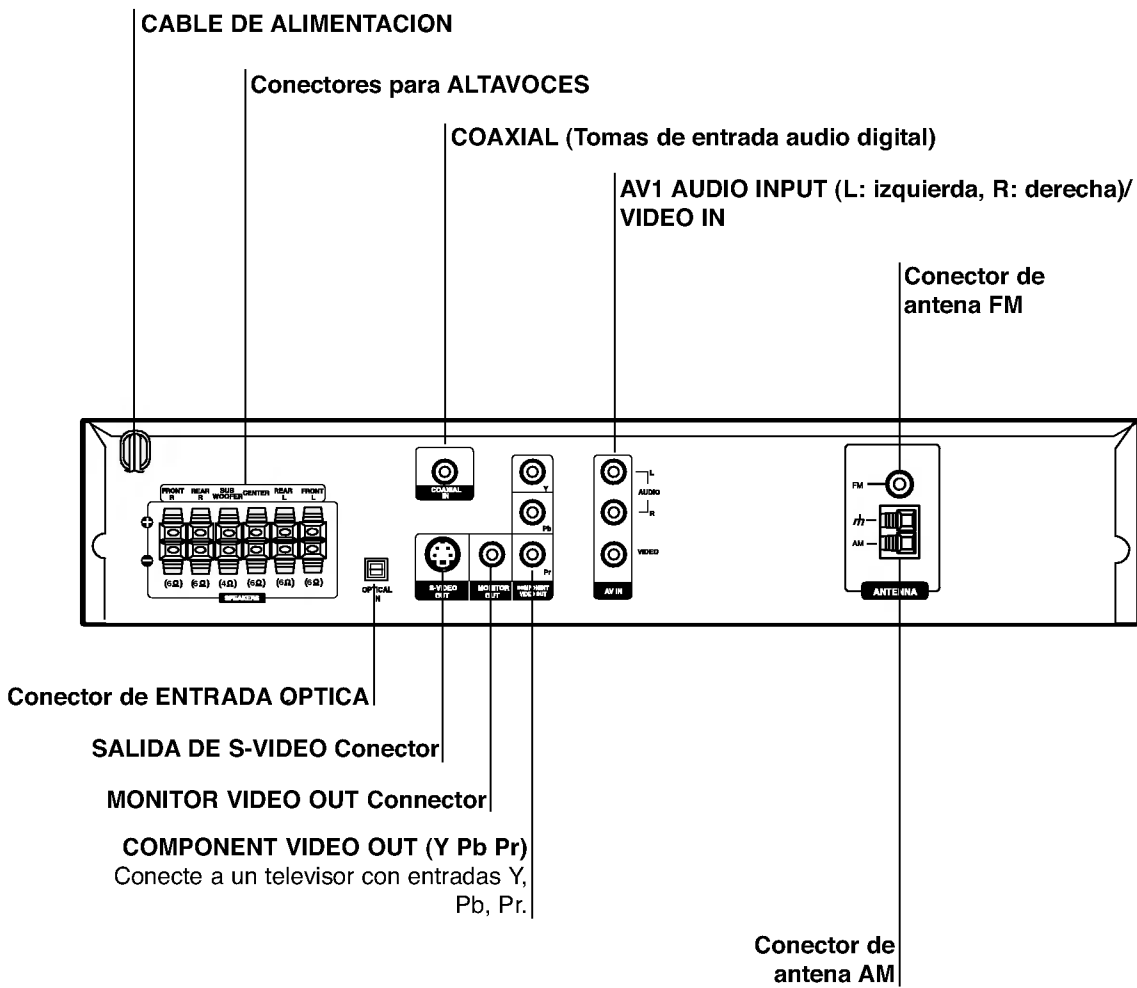 CABLE DE ALIMENTACION
Conectores para ALTAVOCES
COAXIAL (Tomas de entrada audio digital)
AV1 AUDIO INPUT (L: izquierda, R: derecha)/
VIDEO IN
Conector de
antena FM
FRONT R
REAR R
SUB WOOFER
CENTER
REAR L
FRONT L
(6Ω) (6Ω) (4Ω) (6Ω) (6Ω) (6Ω)
SPEAKERS
OPTICAL
IN
COAXIAL
IN
Y
Pb
Pr
S-VIDEO
OUT
MONITOR
OUT
COMPONENT
VIDEO OUT
L
AUDIO
R
VIDEO
AV IN
FM
AM
ANTENNA
Conector de ENTRADA OPTICA
SALIDA DE S-VIDEO Conector
MONITOR VIDEO OUT Connector
COMPONENT VIDEO OUT (Y Pb Pr)
Conecte a un televisor con entradas Y,
Pb, Pr.
Conector de
antena AM